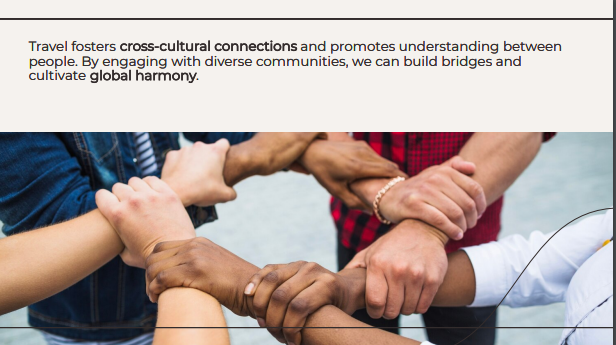 Travel fosters cross-cultural connections and promotes understanding between
people. By engaging with diverse communities, we can build bridges and
cultivate global harmony.